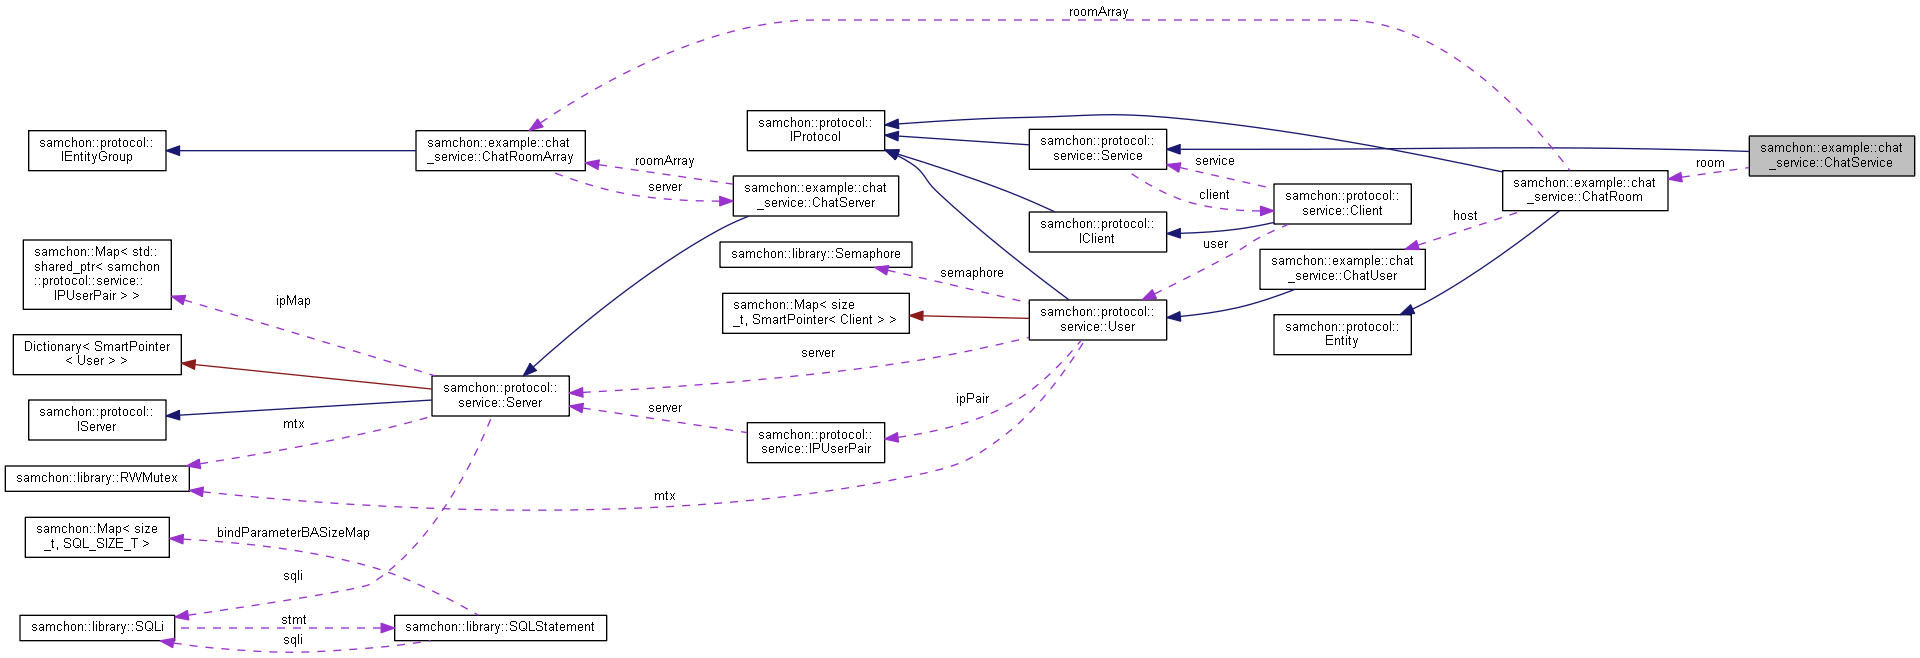 roomArray
samchon::protocol::
IEntityGroup
samchon::example::chat
_service::ChatRoomArray
roomArray
server
samchon::example::chat
_service::ChatServer
samchon::protocol::
IProtocol
samchon::protocol::
service::Service
service
client
samchon::protocol::
service::Client
samchon::protocol::
IClient
user
host
samchon::example::chat
_service::ChatRoom
room
samchon::example::chat
_service::ChatService
samchon::example::chat
_service::ChatUser
samchon::protocol::
Entity
samchon::library::Semaphore
semaphore
samchon::Map< size
_t, SmartPointer< Client > >
samchon::protocol::
service::User
samchon::Map< std::
shared_ptr< samchon
::protocol::service::
IPUserPair > >
ipMap
Dictionary< SmartPointer
< User > >
samchon::protocol::
service::Server
server
server
ipPair
samchon::protocol::
service::IPUserPair
samchon::protocol::
IServer
mtx
samchon::library::RWMutex
mtx
samchon::Map< size
_t, SQL_SIZE_T >
bindParameterBASizeMap
sqli
samchon::library::SQLi
stmt
sqli
samchon::library::SQLStatement